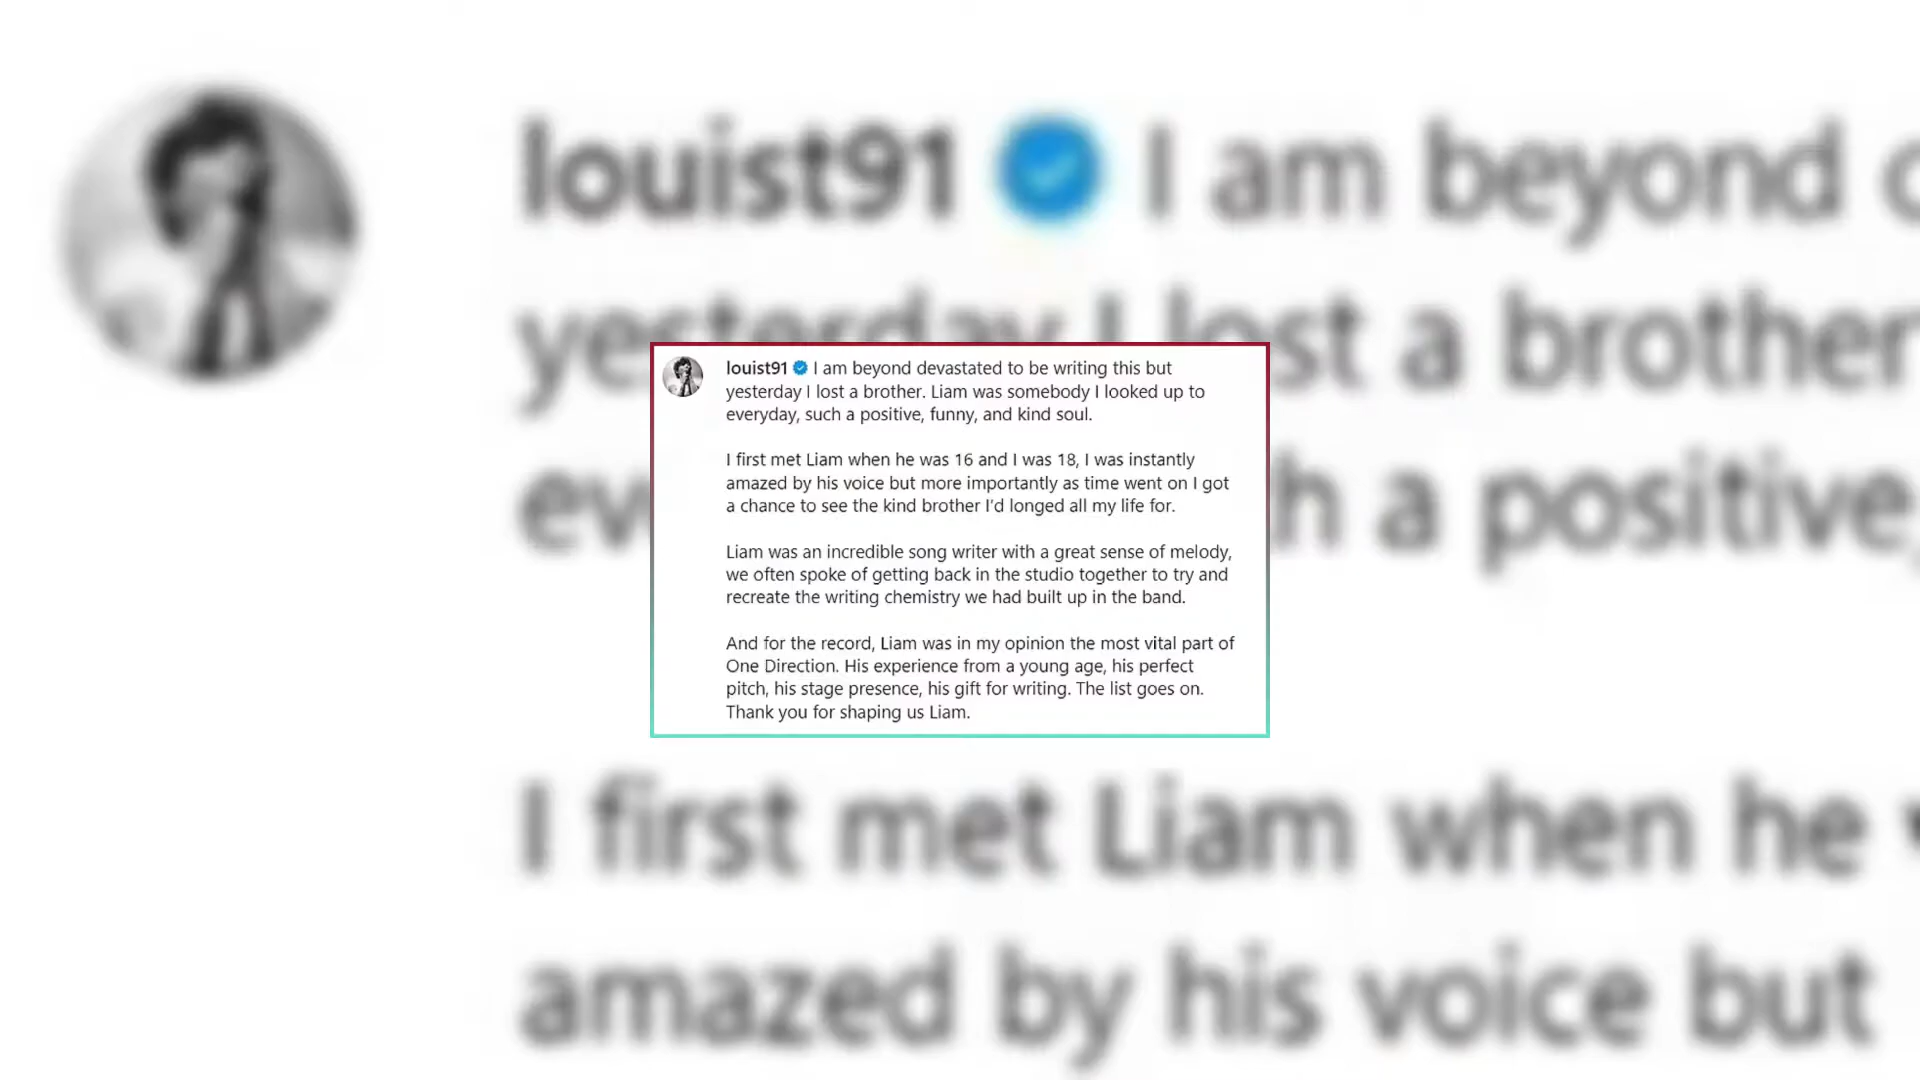 louist91 I am beyond
yesterday I lost a brother
a positive,
I first met Liam when he
amazed by his voice but
louist91 I am beyond devastated to be writing this but
yesterday I lost a brother. Liam was somebody I looked up to
everyday, such a positive, funny, and kind soul.
I first met Liam when he was 16 and I was 18, I was instantly
amazed by his voice but more importantly as time went on I got
a chance to see the kind brother I'd longed all my life for.
Liam was an incredible song writer with a great sense of melody,
we often spoke of getting back in the studio together to try and
recreate the writing chemistry we had built up in the band.
And for the record, Liam was in my opinion the most vital part of
One Direction. His experience from a young age, his perfect
pitch, his stage presence, his gift for writing. The list goes on.
Thank you for shaping us Liam.